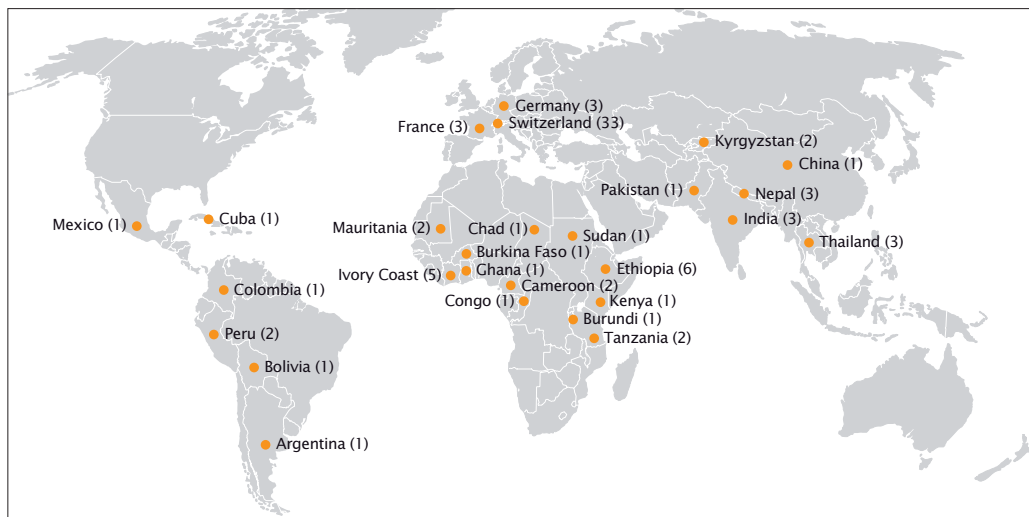 Germany (3)
Switzerland (33)
France (3)
Kyrgyzstan (2)
China (1)
Pakistan (1)
Nepal (3)
Mexico (1)
Cuba (1)
Mauritania (2)
Chad (1)
Sudan (1)
India (3)
Thailand (3)
Burkina Faso (1)
Ivory Coast (5)
Ghana (1)
Ethiopia (6)
Cameroon (2)
Colombia (1)
Congo (1)
Kenya (1)
Burundi (1)
Peru (2)
Tanzania (2)
Bolivia (1)
Argentina (1)